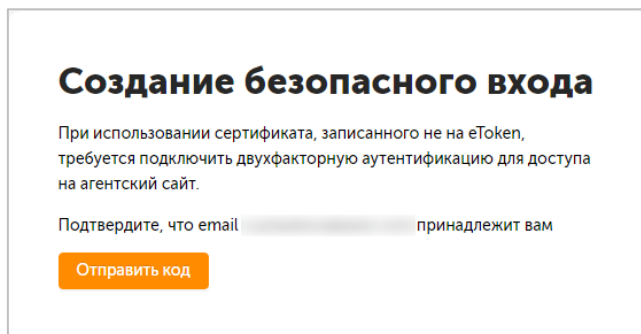 Создание безопасного входа
При использовании сертификата, записанного не на eToken,
требуется подключить двухфакторную аутентификацию для доступа
на агентский сайт.
Подтвердите, что email принадлежит вам
Отправить код